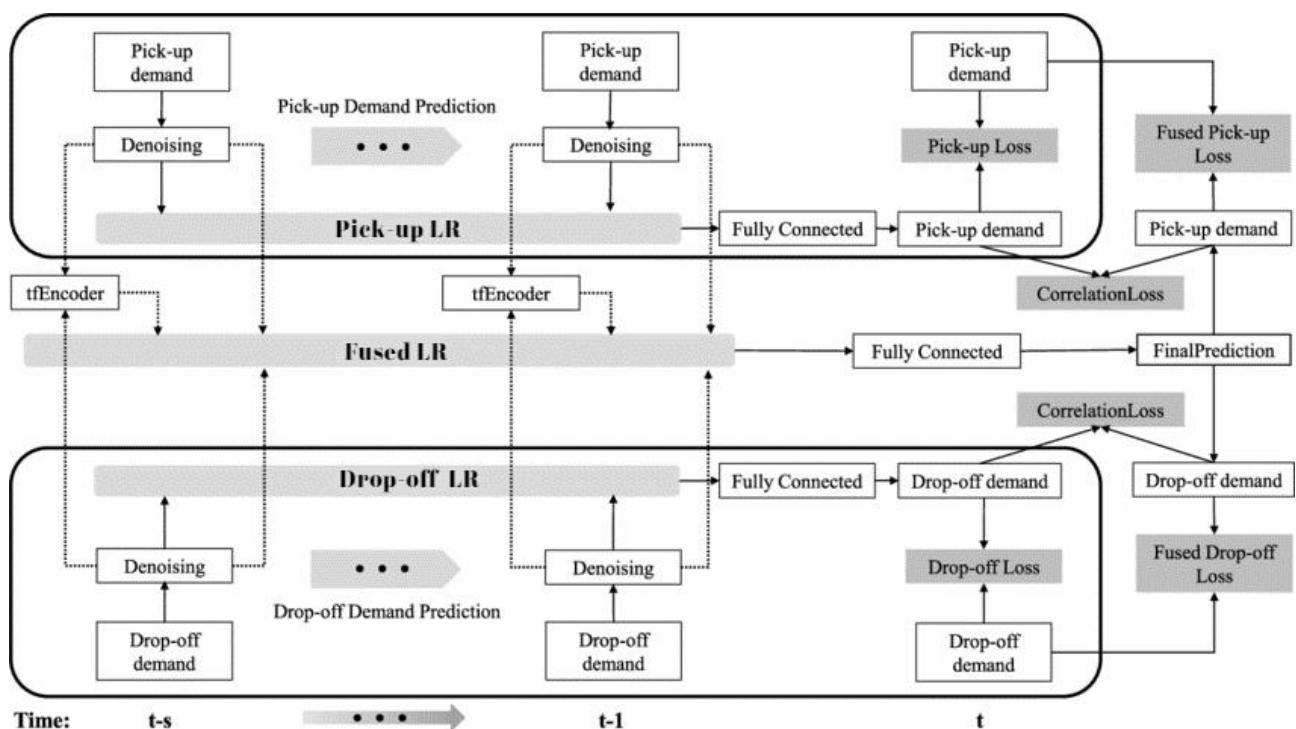 Pick-up
demand
Pick-up
demand
Pick-up
demand
Pick-up Demand Prediction
Denoising
Denoising
Pick-up Loss
Fused Pick-up
Loss
Pick-up LR
Fully Connected
Pick-up demand
Pick-up demand
tfEncoder
tfEncoder
CorrelationLoss
Fused LR
Fully Connected
FinalPrediction
CorrelationLoss
Drop-off LR
Fully Connected
Drop-off demand
Drop-off demand
Denoising
Denoising
Drop-off Loss
Fused Drop-off
Loss
Drop-off Demand Prediction
Drop-off
demand
Drop-off
demand
Drop-off
demand
Time: t-s t-1 t